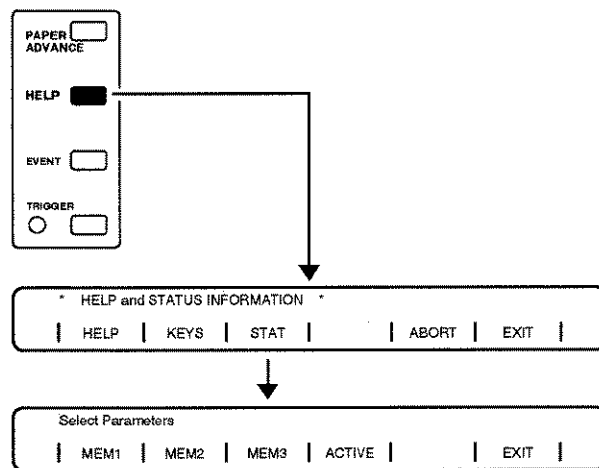 PAPER
ADVANCE
HELP
EVENT
TRIGGER
* HELP and STATUS INFORMATION *
| HELP | KEYS | STAT | | ABORT | EXIT |
Select Parameters
| MEM1 | MEM2 | MEM3 | ACTIVE | | EXIT |